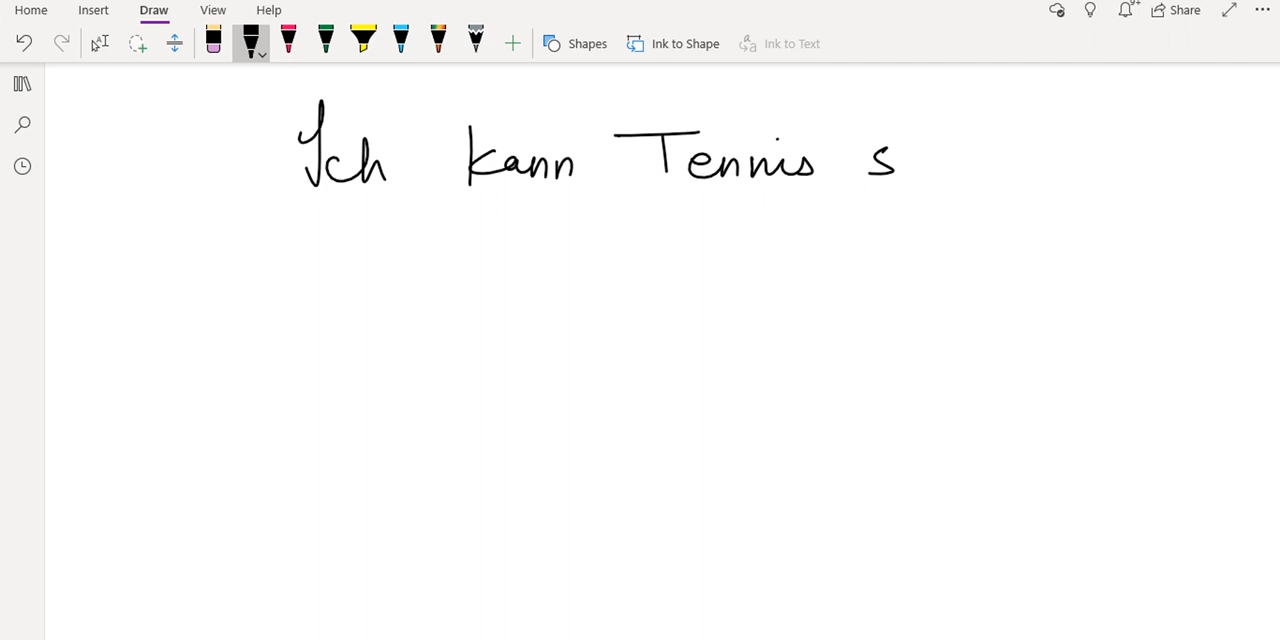 Home Insert Draw View Help
Share
Shapes Ink to Shape Ink to Text
Ich kann Tennis s